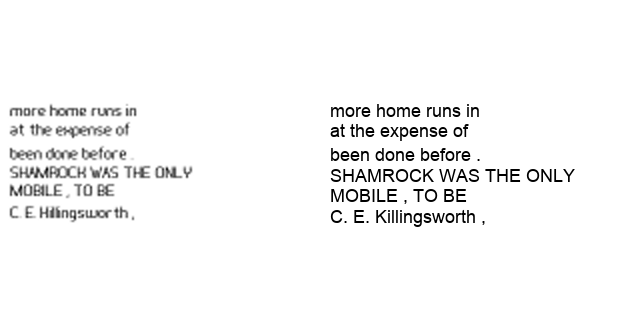 more home runs in
at the expense of
been done before .
SHAMROCK WAS THE ONLY
MOBILE , TO BE
C. E. Killingsworth ,
more home runs in
at the expense of
been done before .
SHAMROCK WAS THE ONLY
MOBILE , TO BE
C. E. Killingsworth ,